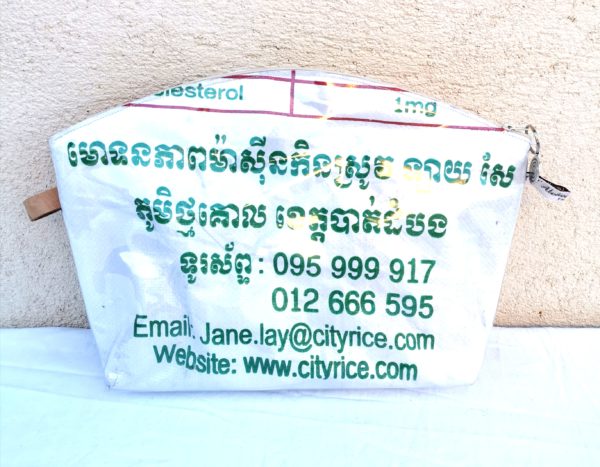 olesterol 1mg
មោទនភាពម៉ាស៊ីនកិនស្រូវ ឡាយ សែ
ភូមិថ្មគោល ខេត្តបាត់ដំបង
ទូរស័ព្ទ : 095 999 917
012 666 595
Email: Jane.lay@cityrice.com
Website: www.cityrice.com